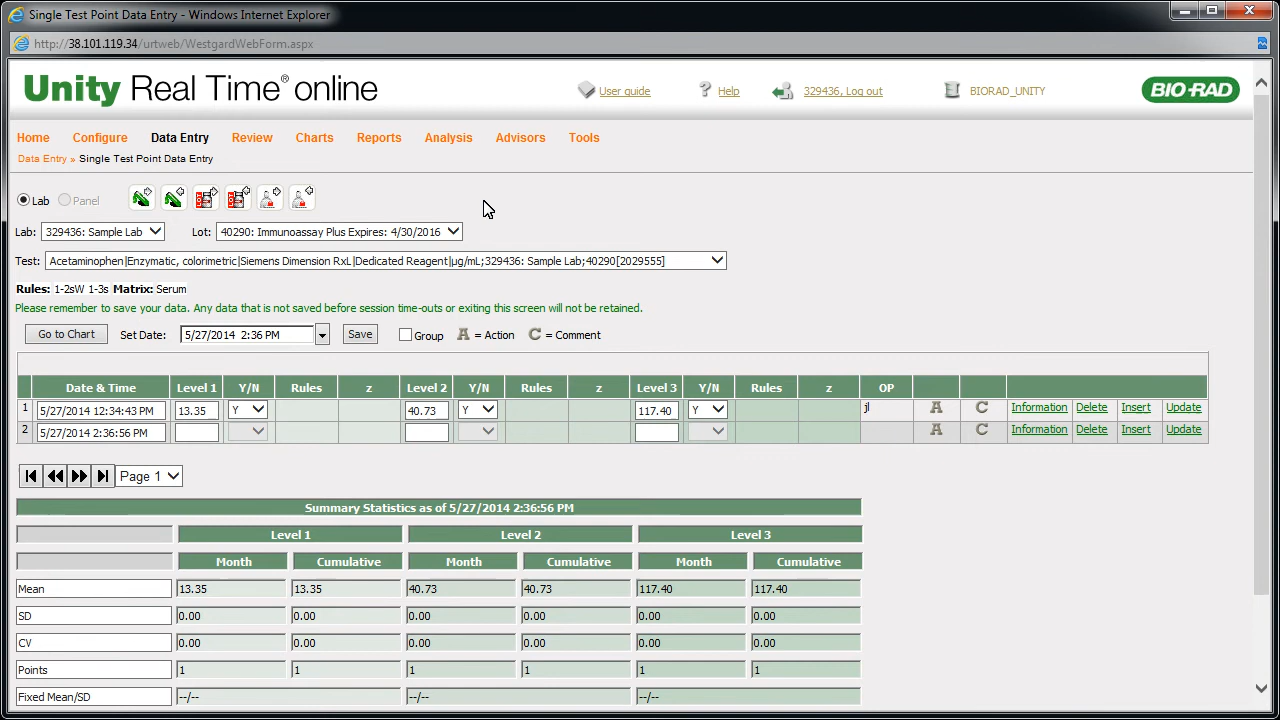 Single Test Point Data Entry - Windows Internet Explorer
http://38.101.119.34/urtweb/WestgardWebForm.aspx
Unity Real Time® online
User guide
Help
329436, Log out
BIORAD_UNITY
BIO-RAD
Home Configure Data Entry Review Charts Reports Analysis Advisors Tools
Data Entry » Single Test Point Data Entry
Lab Panel
Lab: 329436: Sample Lab Lot: 40290: Immunoassay Plus Expires: 4/30/2016
Test: Acetaminophen|Enzymatic, colorimetric|Siemens Dimension RxL|Dedicated Reagent|µg/mL;329436: Sample Lab;40290[2029555]
Rules: 1-2sW 1-3s Matrix: Serum
Please remember to save your data. Any data that is not saved before session time-outs or exiting this screen will not be retained.
Go to Chart Set Date: 5/27/2014 2:36 PM Save Group A = Action C = Comment
Date & Time Level 1 Y/N Rules z Level 2 Y/N Rules z Level 3 Y/N Rules z OP
1 5/27/2014 12:34:43 PM 13.35 Y 40.73 Y 117.40 Y jl A C Information Delete Insert Update
2 5/27/2014 2:36:56 PM A C Information Delete Insert Update
Page 1
Summary Statistics as of 5/27/2014 2:36:56 PM
Level 1 Level 2 Level 3
Month Cumulative Month Cumulative Month Cumulative
Mean 13.35 13.35 40.73 40.73 117.40 117.40
SD 0.00 0.00 0.00 0.00 0.00 0.00
CV 0.00 0.00 0.00 0.00 0.00 0.00
Points 1 1 1 1 1 1
Fixed Mean/SD --/-- --/-- --/--